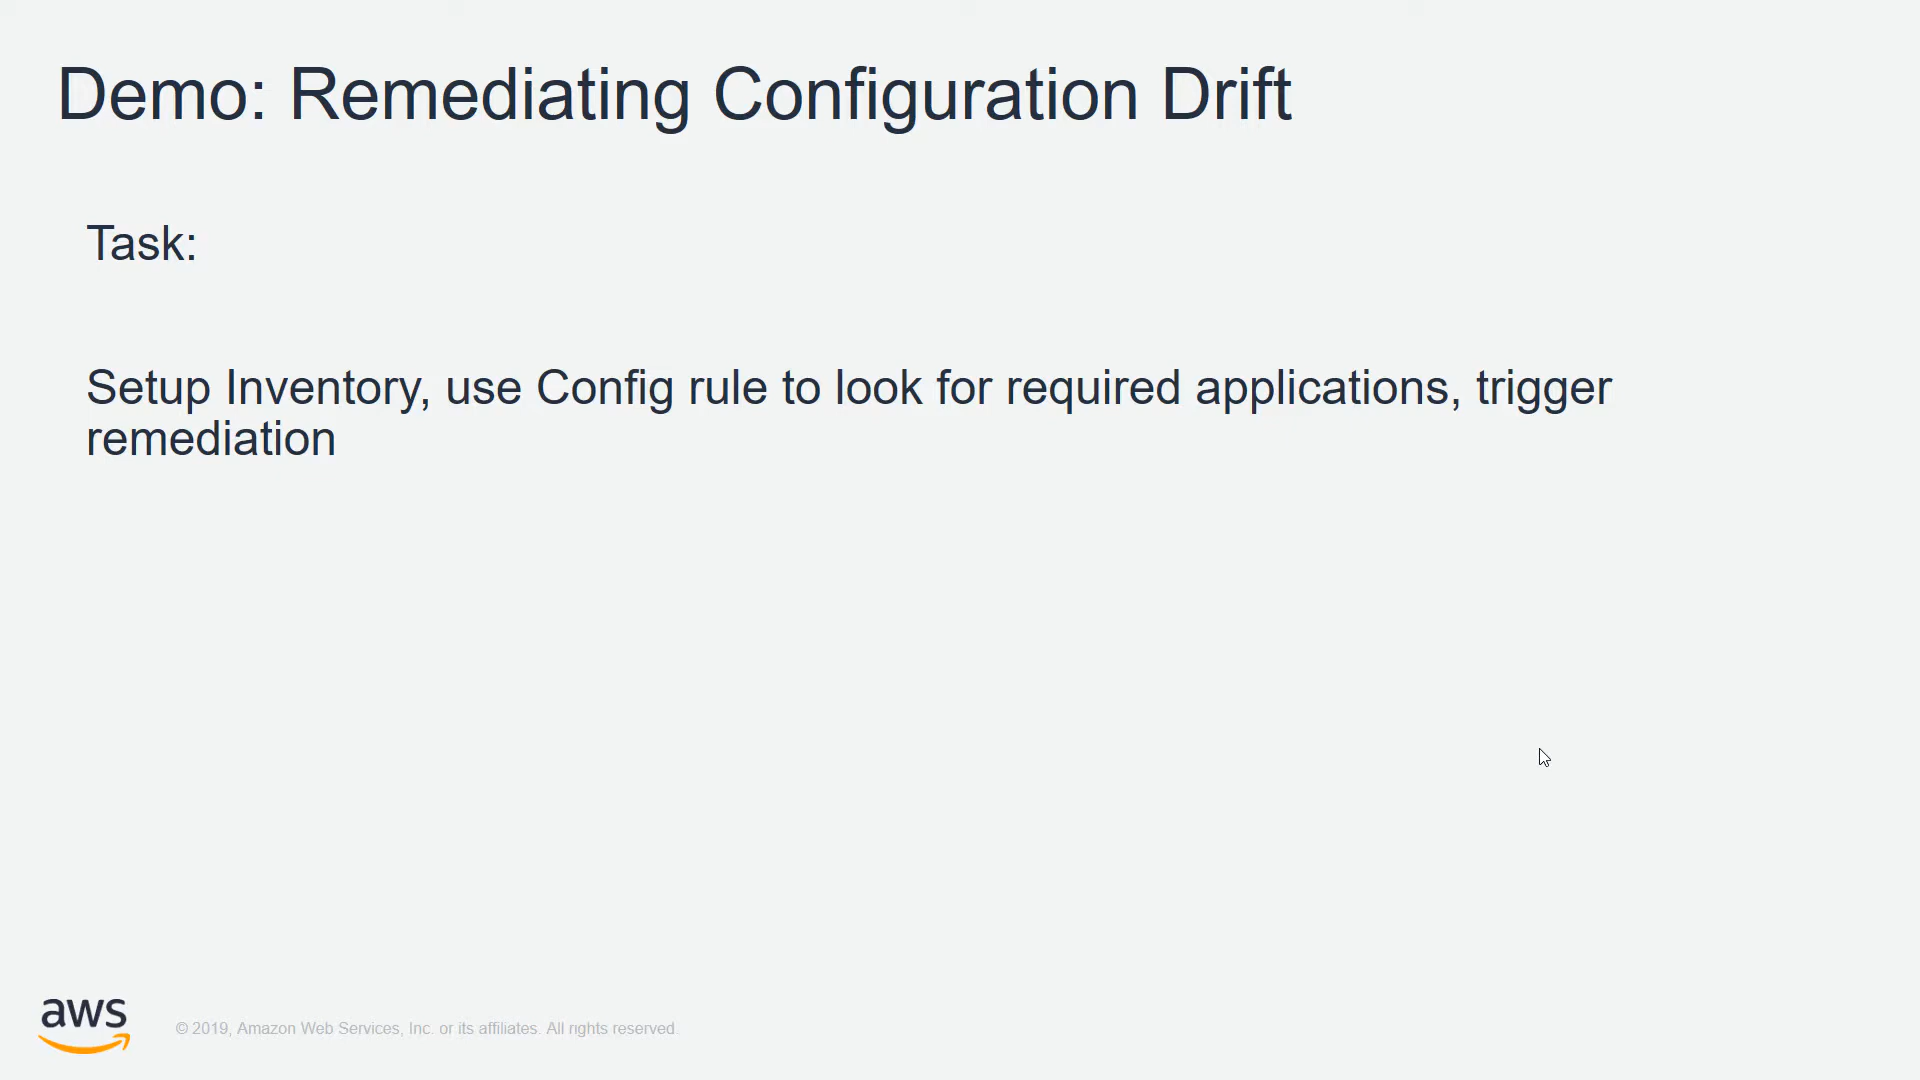 Demo: Remediating Configuration Drift
Task:
Setup Inventory, use Config rule to look for required applications, trigger
remediation
aws
© 2019, Amazon Web Services, Inc. or its affiliates. All rights reserved.